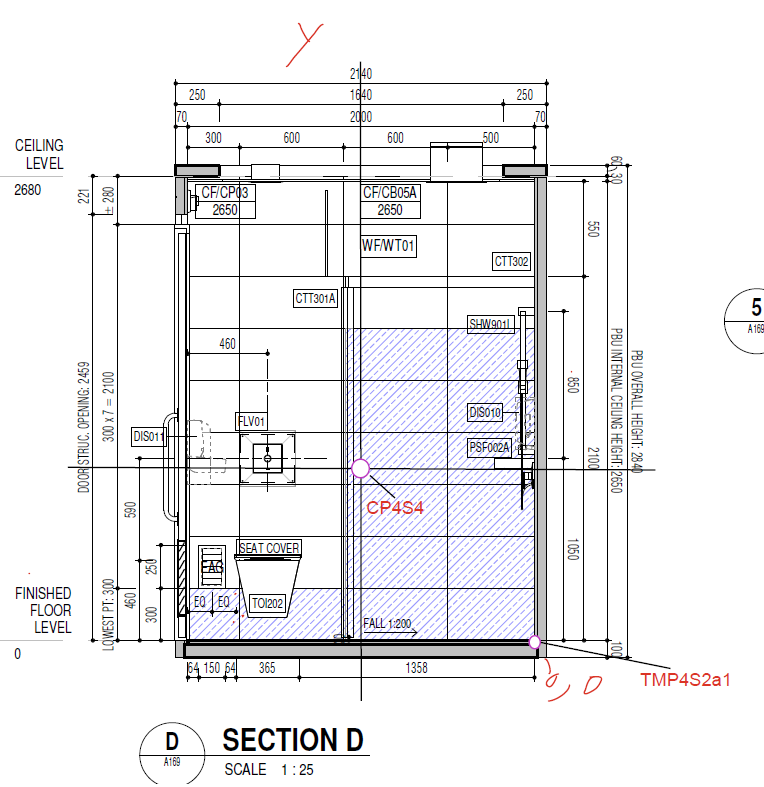 Y
2140
250
1640
250
70
2000
70
300
600
600
500
CEILING
LEVEL
2680
221
± 280
CF/CP03
2650
CF/CB05A
2650
60
30
550
WF/WT01
CTT302
CTT301A
SHW901L
5
A169
460
DOOR STRUC. OPENING: 2459
300 x 7 = 2100
850
PBU INTERNAL CEILING HEIGHT: 2650
PBU OVERALL HEIGHT: 2840
FLV01
DIS010
DIS011
PSF002A
2100
CP4S4
590
250
SEAT COVER
1050
FINISHED
FLOOR
LEVEL
LOWEST PT: 300
460
300
EQ
EQ
TOI202
FALL 1:200
0
100
TMP4S2a1
64
150
64
365
1358
0, 0
D
A169
SECTION D
SCALE 1 : 25